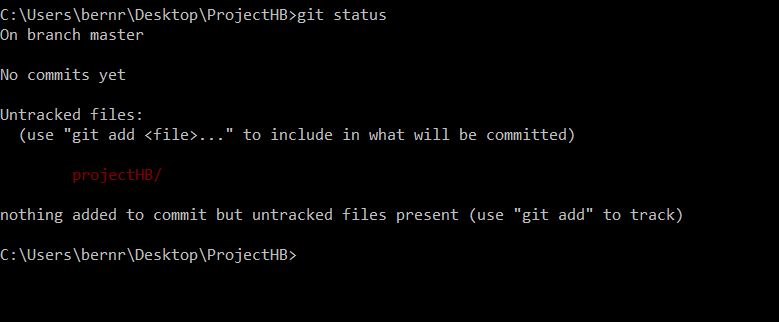 C:\Users\bernr\Desktop\ProjectHB>git status
On branch master
No commits yet
Untracked files:
(use "git add <file>..." to include in what will be committed)
projectHB/
nothing added to commit but untracked files present (use "git add" to track)
C:\Users\bernr\Desktop\ProjectHB>